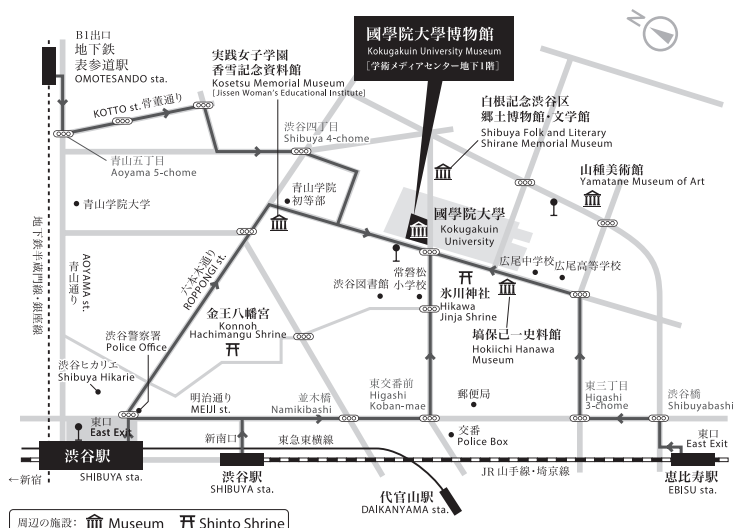 B1出口
地下鉄
表参道駅
OMOTESANDO sta.
KOTTO st. 骨董通り
青山五丁目
Aoyama 5-chome
実践女子学園
香雪記念資料館
Kosetsu Memorial Museum
[Jissen Woman's Educational Institute]
渋谷四丁目
Shibuya 4-chome
國學院大學博物館
Kokugakuin University Museum
[学術メディアセンター地下1階]
N
白根記念渋谷区
郷土博物館・文学館
Shibuya Folk and Literary
Shirane Memorial Museum
山種美術館
Yamatane Museum of Art
青山学院大学
青山学院
初等部
國學院大學
Kokugakuin
University
地下鉄半蔵門線・銀座線
青山通り
AOYAMA st.
六本木通り
ROPPONGI st.
広尾中学校
広尾高等学校
渋谷図書館
常磐松
小学校
氷川神社
Hikawa
Jinja Shrine
塙保己一史料館
Hokiichi Hanawa
Museum
金王八幡宮
Konnoh
Hachimangu Shrine
渋谷警察署
Police Office
渋谷ヒカリエ
Shibuya Hikarie
明治通り
MEIJI st.
並木橋
Namikibashi
東交番前
Higashi
Koban-mae
郵便局
交番
Police Box
東三丁目
Higashi
3-chome
渋谷橋
Shibuyabashi
東口
East Exit
渋谷駅
SHIBUYA sta.
←新宿
新南口
東急東横線
渋谷駅
SHIBUYA sta.
代官山駅
DAIKANYAMA sta.
JR山手線・埼京線
東口
East Exit
恵比寿駅
EBISU sta.
周辺の施設: Museum Shinto Shrine